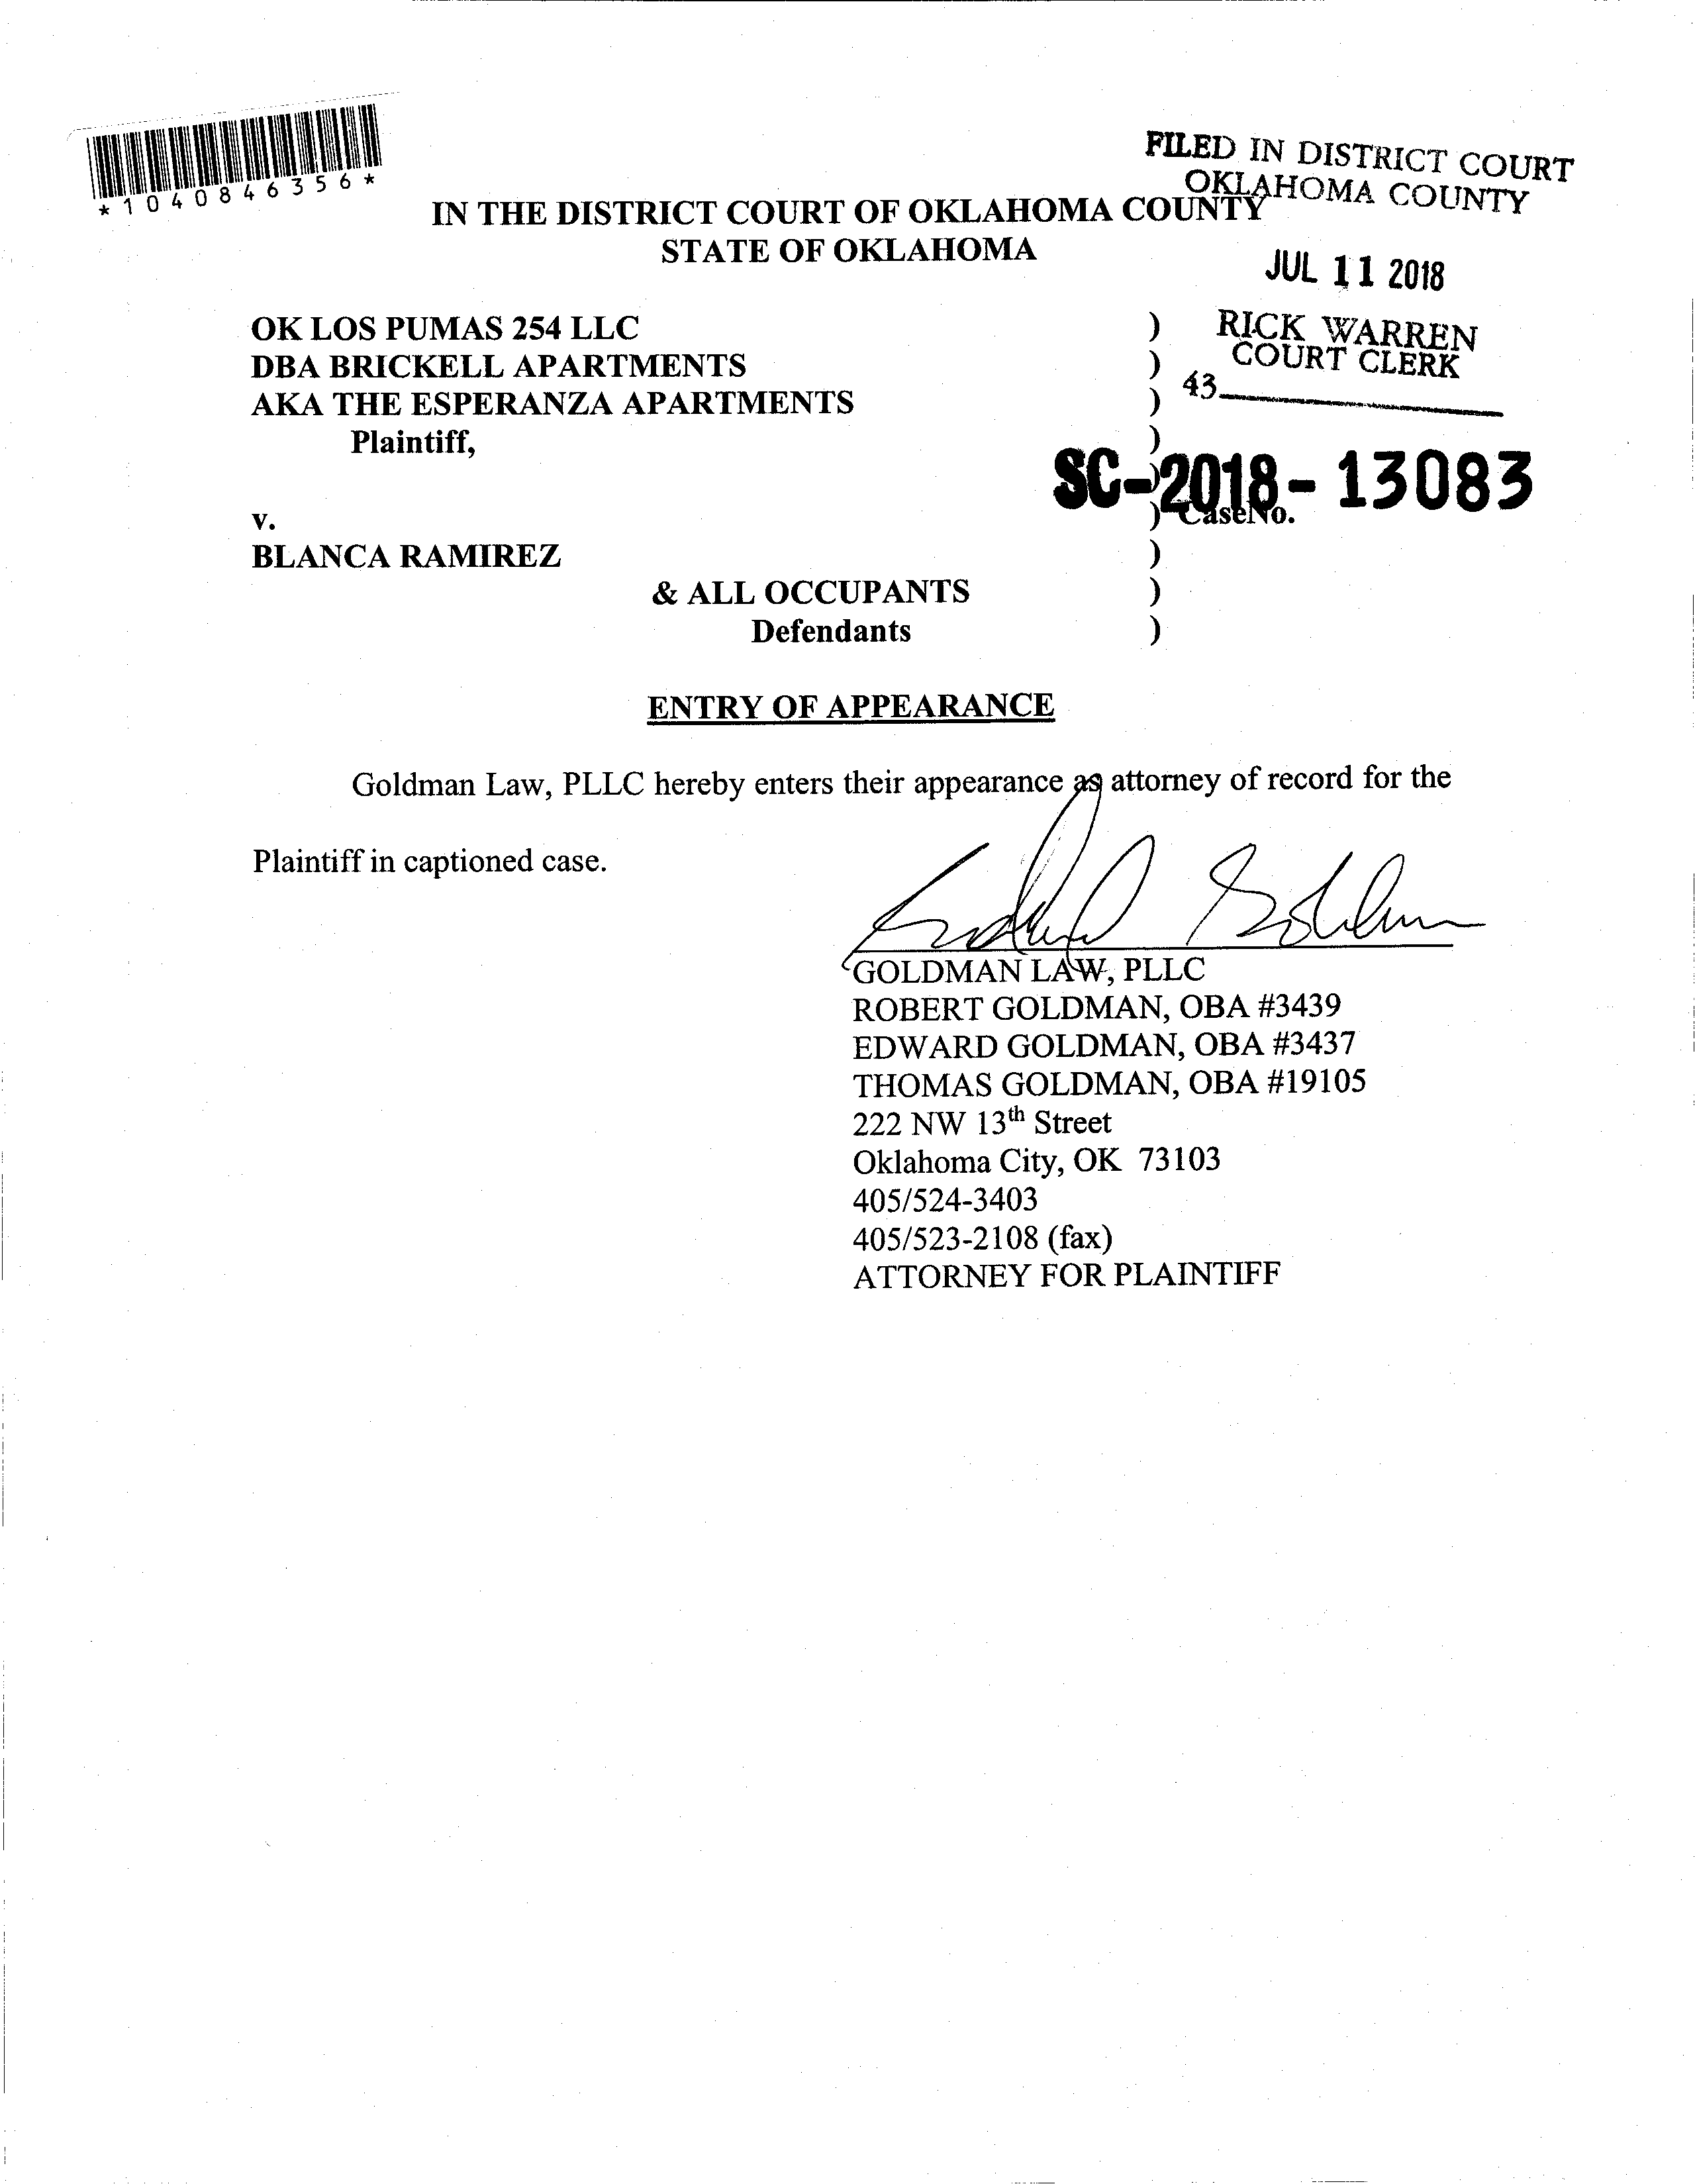 *1040846356*
FILED IN DISTRICT COURT
OKLAHOMA COUNTY
IN THE DISTRICT COURT OF OKLAHOMA COUNTY
STATE OF OKLAHOMA
JUL 11 2018
RICK WARREN
COURT CLERK
43
OK LOS PUMAS 254 LLC )
DBA BRICKELL APARTMENTS )
AKA THE ESPERANZA APARTMENTS )
Plaintiff, )
SC-2018-13083 )
v. ) CaseNo.
BLANCA RAMIREZ )
& ALL OCCUPANTS )
Defendants )
ENTRY OF APPEARANCE
Goldman Law, PLLC hereby enters their appearance as attorney of record for the
Plaintiff in captioned case.
GOLDMAN LAW, PLLC
ROBERT GOLDMAN, OBA #3439
EDWARD GOLDMAN, OBA #3437
THOMAS GOLDMAN, OBA #19105
222 NW 13th Street
Oklahoma City, OK 73103
405/524-3403
405/523-2108 (fax)
ATTORNEY FOR PLAINTIFF